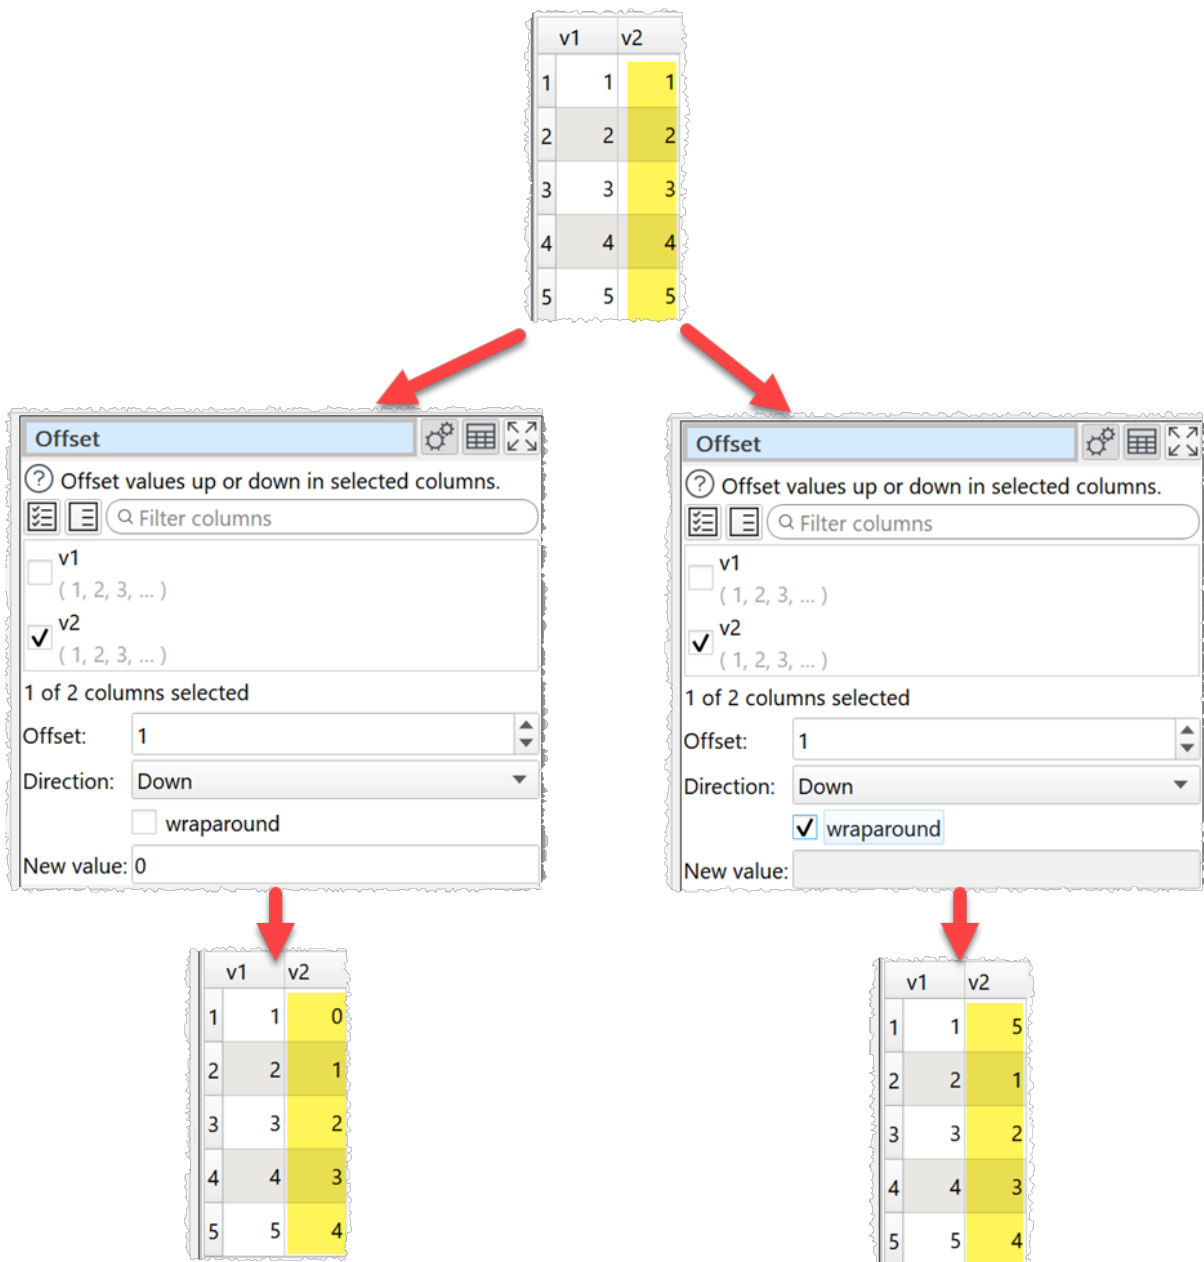 v1 v2
1 1 1
2 2 2
3 3 3
4 4 4
5 5 5
Offset
Offset values up or down in selected columns.
Filter columns
v1
( 1, 2, 3, ... )
v2
( 1, 2, 3, ... )
1 of 2 columns selected
Offset: 1
Direction: Down
wraparound
New value: 0
Offset
Offset values up or down in selected columns.
Filter columns
v1
( 1, 2, 3, ... )
v2
( 1, 2, 3, ... )
1 of 2 columns selected
Offset: 1
Direction: Down
wraparound
New value:
v1 v2
1 1 0
2 2 1
3 3 2
4 4 3
5 5 4
v1 v2
1 1 5
2 2 1
3 3 2
4 4 3
5 5 4